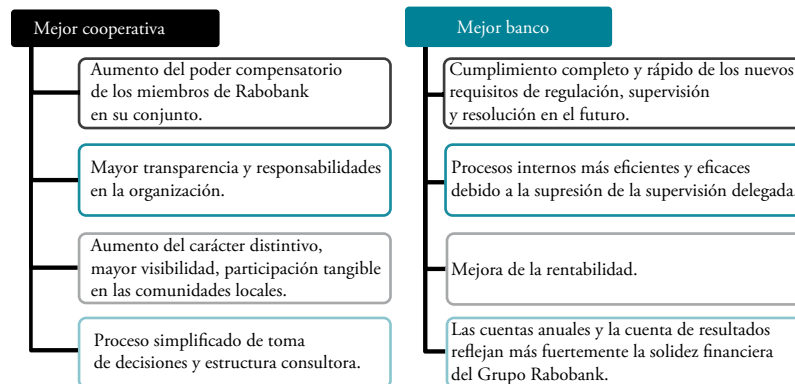 Mejor cooperativa
Aumento del poder compensatorio
de los miembros de Rabobank
en su conjunto.
Mayor transparencia y responsabilidades
en la organización.
Aumento del carácter distintivo,
mayor visibilidad, participación tangible
en las comunidades locales.
Proceso simplificado de toma
de decisiones y estructura consultora.
Mejor banco
Cumplimiento completo y rápido de los nuevos
requisitos de regulación, supervisión
y resolución en el futuro.
Procesos internos más eficientes y eficaces
debido a la supresión de la supervisión delegada.
Mejora de la rentabilidad.
Las cuentas anuales y la cuenta de resultados
reflejan más fuertemente la solidez financiera
del Grupo Rabobank.